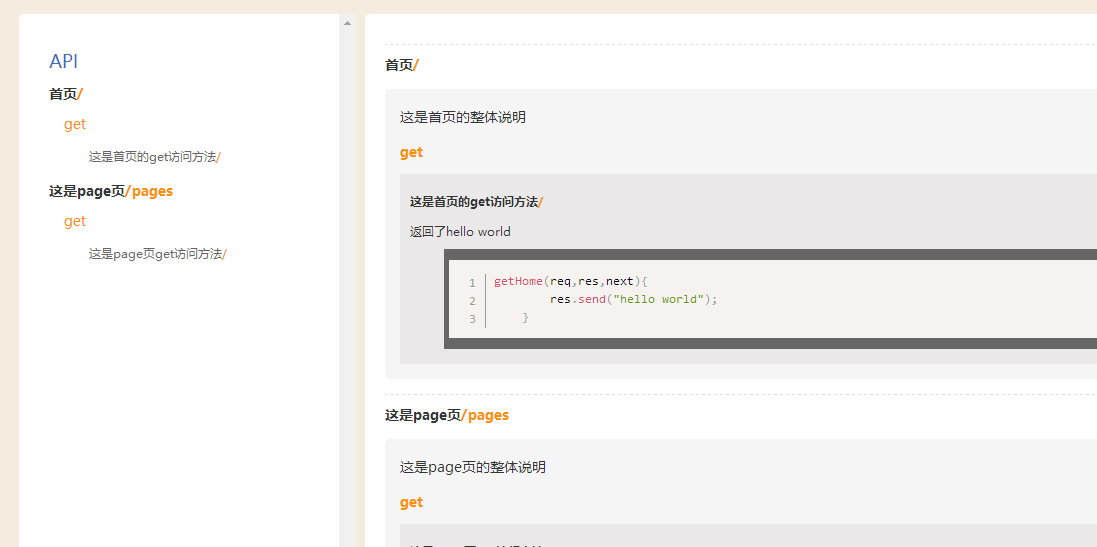 API
首页/
get
这是首页的get访问方法/
这是page页/pages
get
这是page页get访问方法/
首页/
这是首页的整体说明
get
这是首页的get访问方法/
返回了hello world
1 getHome(req,res,next){
2 res.send("hello world");
3 }
这是page页/pages
这是page页的整体说明
get